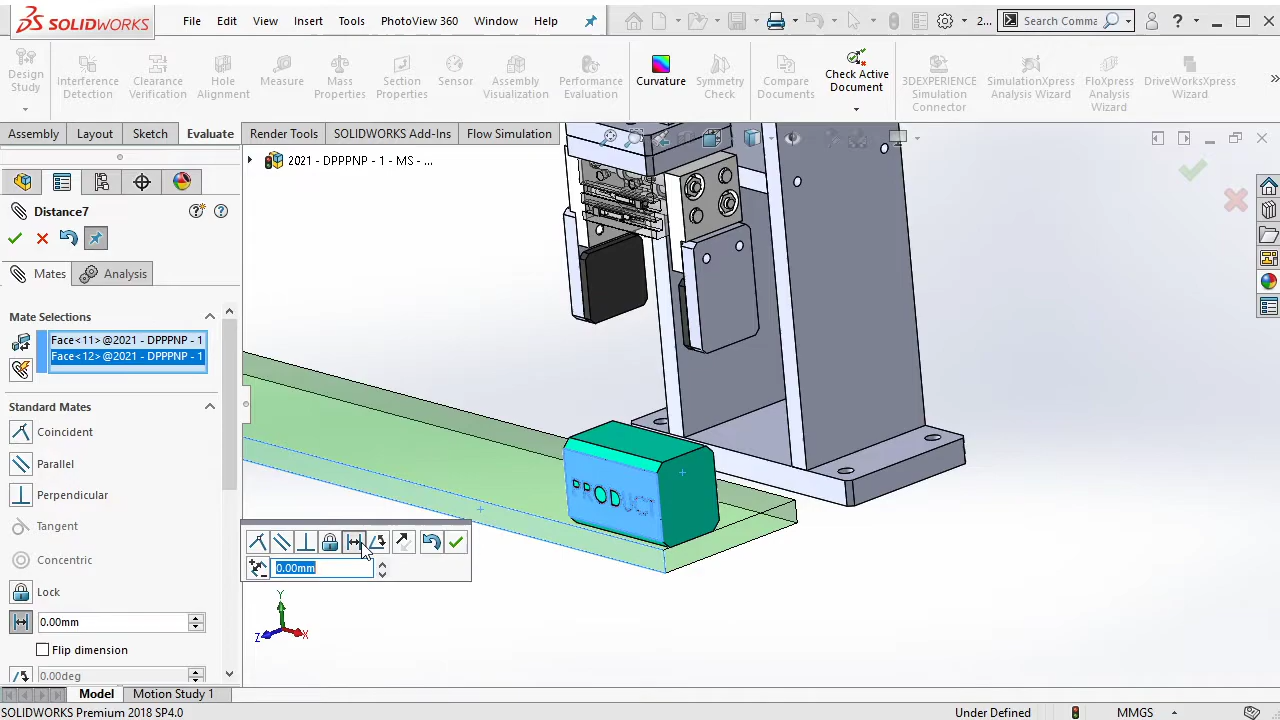 SOLIDWORKS File Edit View Insert Tools PhotoView 360 Window Help 2... Search Comma ?
Design Study
Interference Detection
Clearance Verification
Hole Alignment
Measure
Mass Properties
Section Properties
Sensor
Assembly Visualization
Performance Evaluation
Curvature
Symmetry Check
Compare Documents
Check Active Document
3DEXPERIENCE Simulation Connector
SimulationXpress Analysis Wizard
FloXpress Analysis Wizard
DriveWorksXpress Wizard
Assembly Layout Sketch Evaluate Render Tools SOLIDWORKS Add-Ins Flow Simulation
2021 - DPPPNP - 1 - MS - ...
Distance7
Mates Analysis
Mate Selections
Face<11>@2021 - DPPPNP - 1
Face<12>@2021 - DPPPNP - 1
Standard Mates
Coincident
Parallel
Perpendicular
Tangent
Concentric
Lock
0.00mm
Flip dimension
0.00deg
PRODUCT
0.00mm
Y
Z X
Model Motion Study 1
SOLIDWORKS Premium 2018 SP4.0 Under Defined MMGS